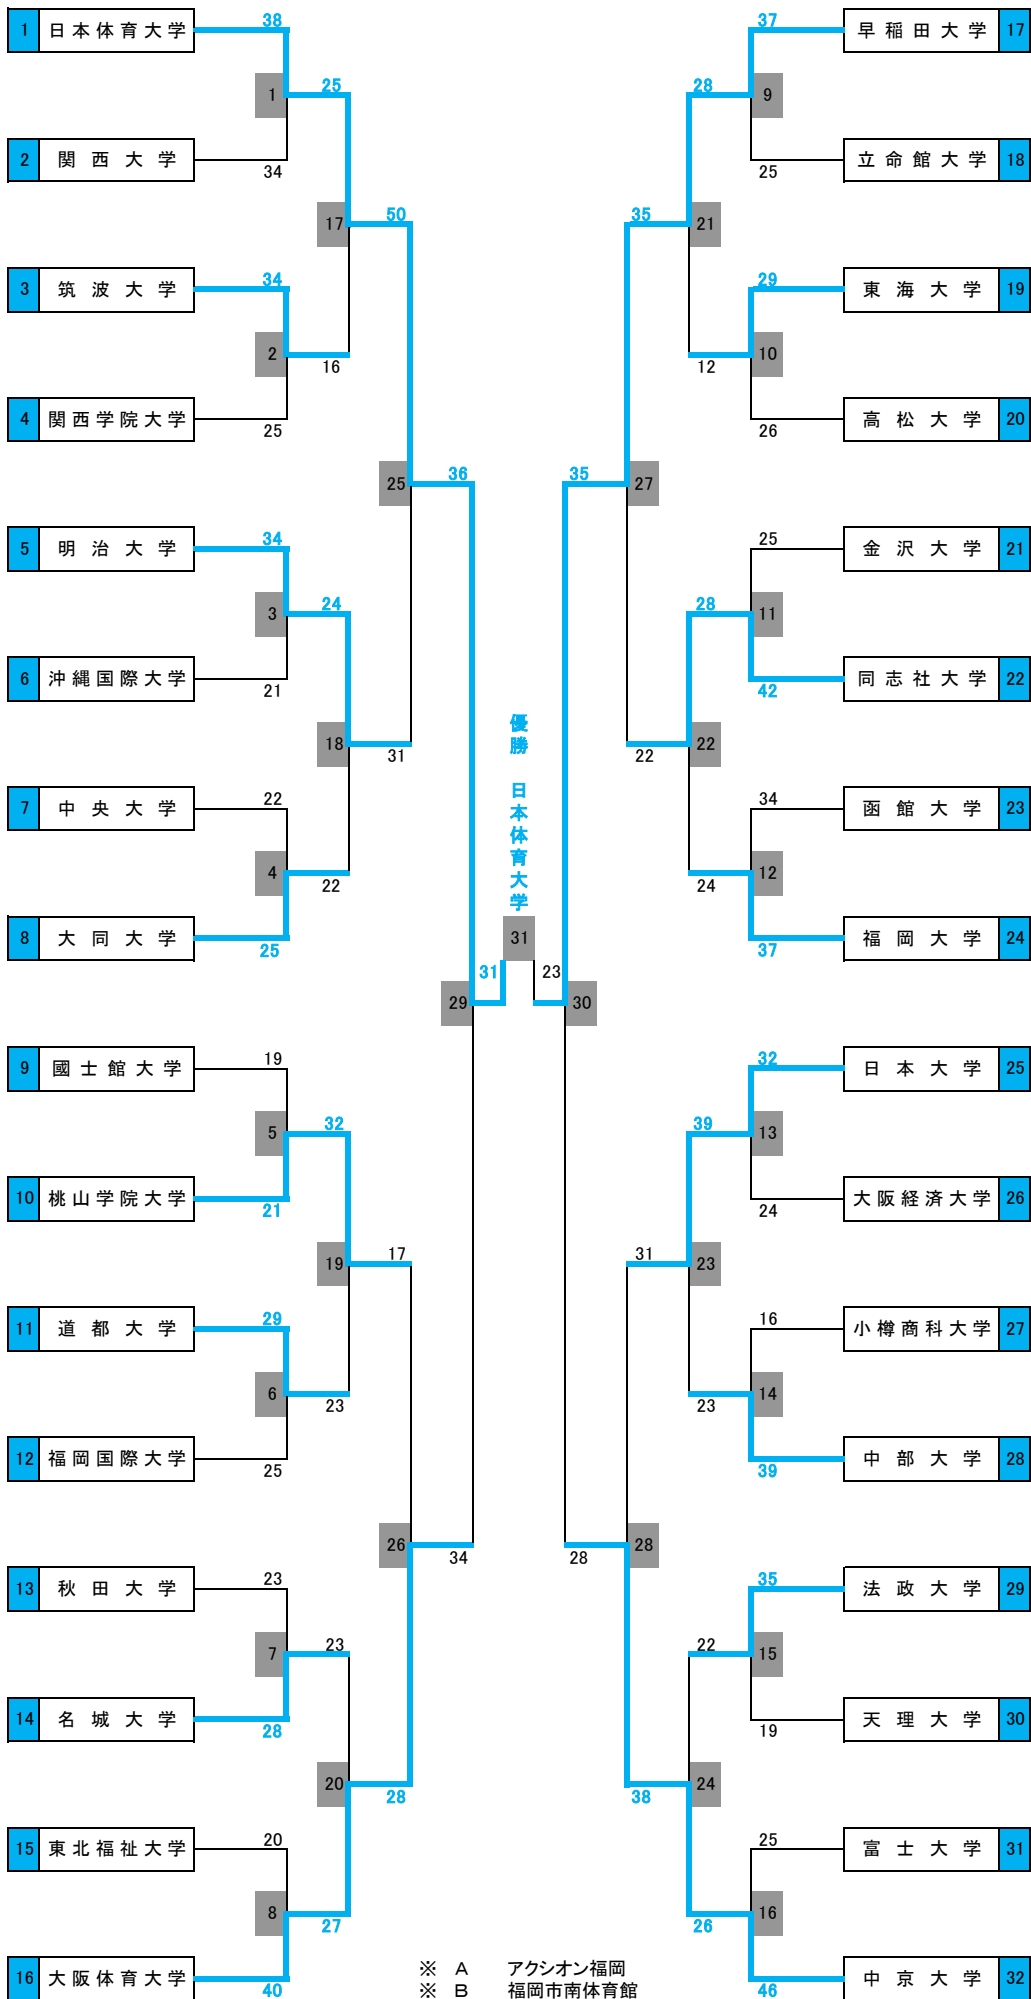 1 日本体育大学 38
1
2 関西大学 34
25
17
3 筑波大学 34
2
4 関西学院大学 25
16
50
25
5 明治大学 34
3
6 沖縄国際大学 21
24
18
7 中央大学 22
4
8 大同大学 25
22
31
36
29
9 國士館大学 19
5
10 桃山学院大学 21
32
19
11 道都大学 29
6
12 福岡国際大学 25
23
17
26
13 秋田大学 23
7
14 名城大学 28
23
20
15 東北福祉大学 20
8
16 大阪体育大学 40
27
28
34
優勝 日本体育大学
31
31 23
37 早稲田大学 17
9
25 立命館大学 18
28
21
29 東海大学 19
10
26 高松大学 20
12
35
27
25 金沢大学 21
11
42 同志社大学 22
28
22
34 函館大学 23
12
37 福岡大学 24
24
22
35
30
32 日本大学 25
13
24 大阪経済大学 26
39
23
16 小樽商科大学 27
14
39 中部大学 28
23
31
28
35 法政大学 29
15
19 天理大学 30
22
24
25 富士大学 31
16
46 中京大学 32
26
38
28
※ A アクシオン福岡
※ B 福岡市南体育館